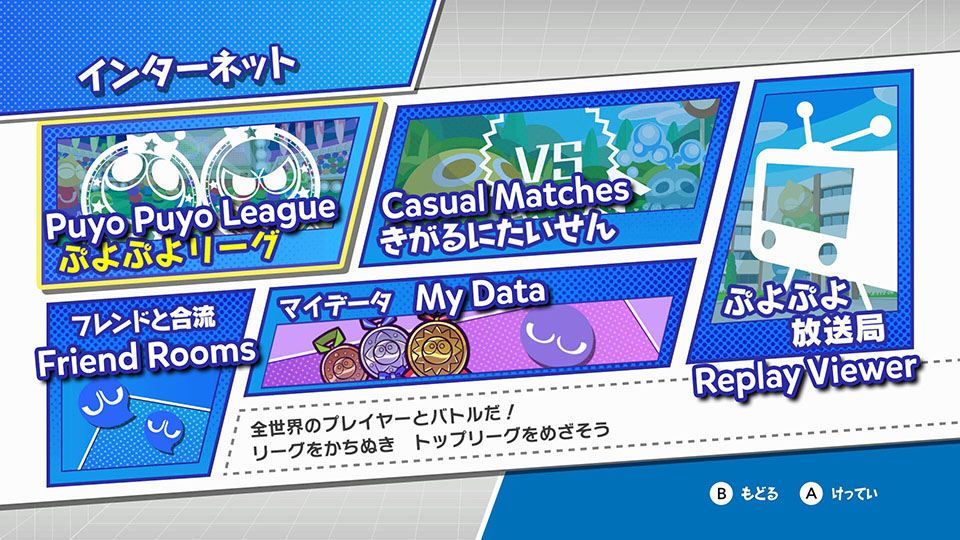 インターネット
Puyo Puyo League
ぷよぷよリーグ
VS
Casual Matches
きがるにたいせん
ぷよぷよ
放送局
Replay Viewer
フレンドと合流
Friend Rooms
マイデータ My Data
全世界のプレイヤーとバトルだ！
リーグをかちぬき トップリーグをめざそう
B もどる A けってい